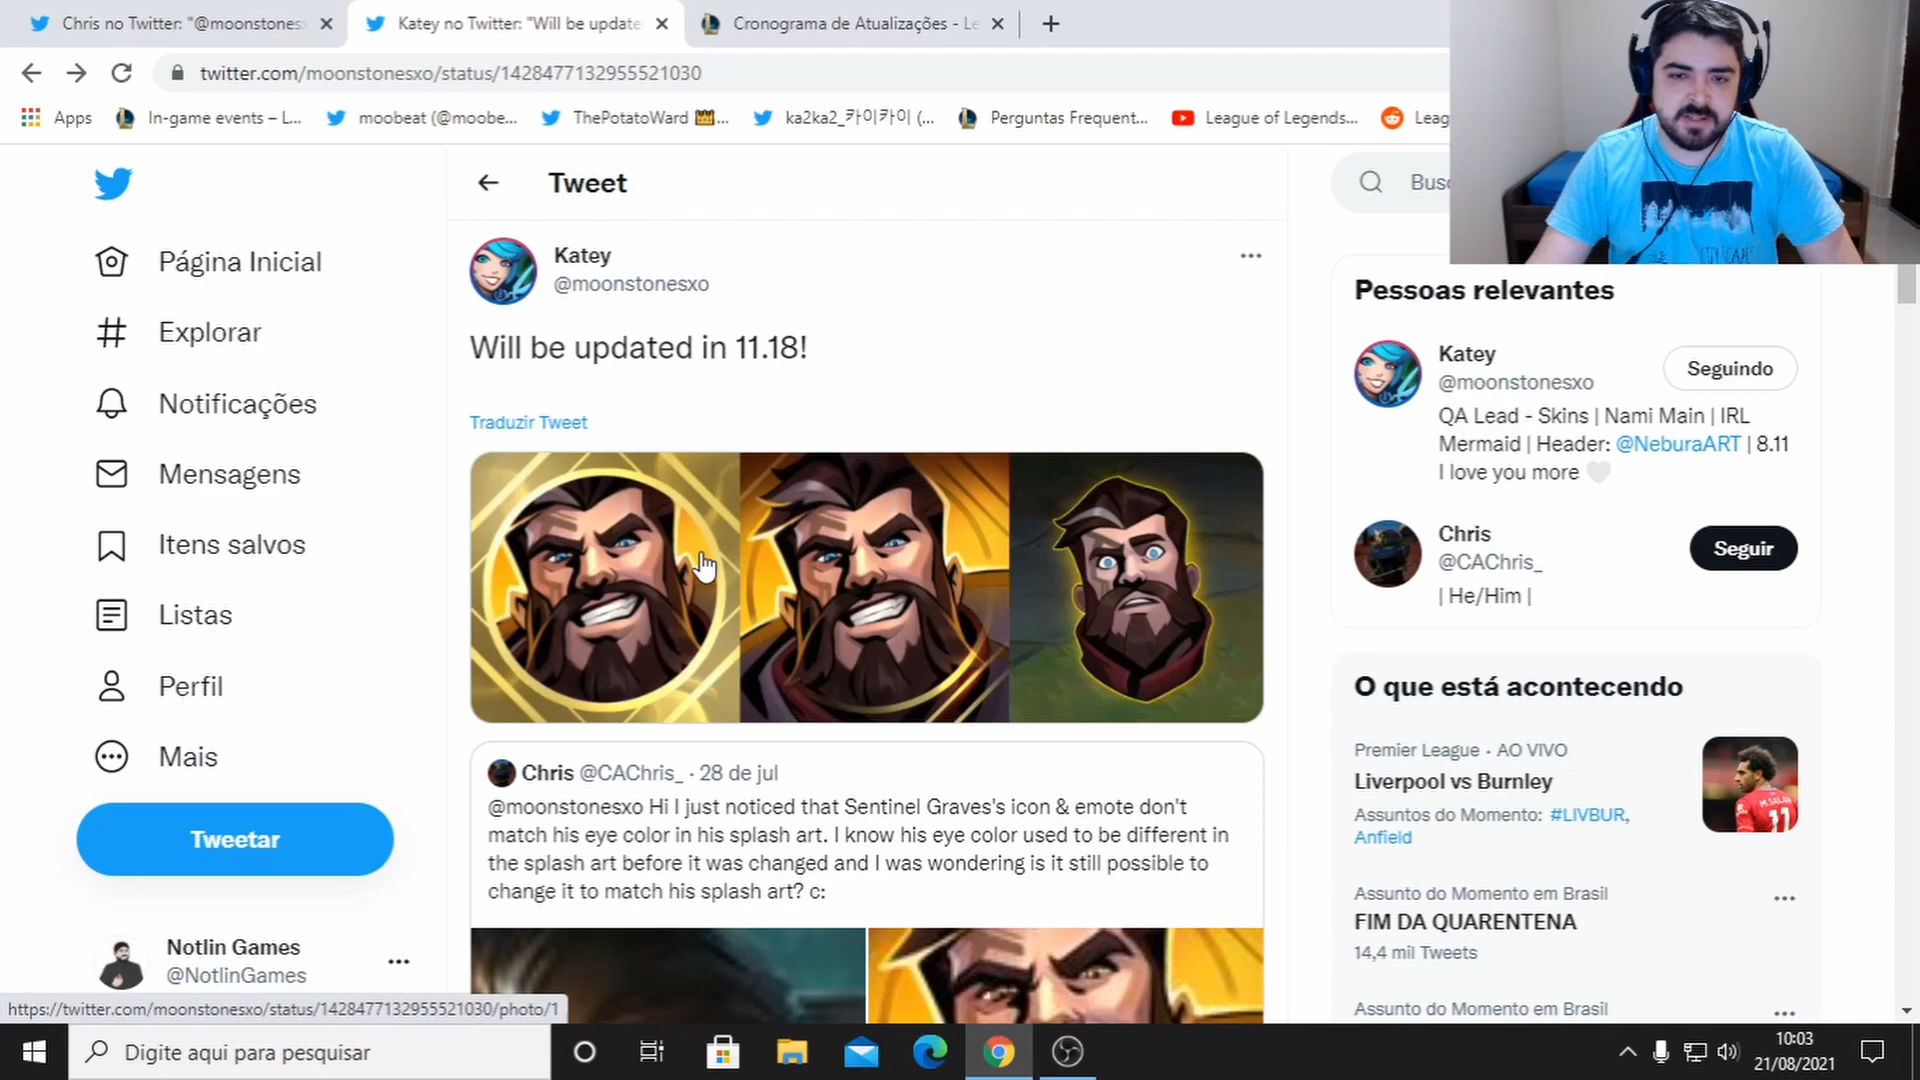 Chris no Twitter: "@moonstones
Katey no Twitter: "Will be update
Cronograma de Atualizações - Le
twitter.com/moonstonesxo/status/1428477132955521030
Apps
In-game events – L...
moobeat (@moobe...
ThePotatoWard 👑...
ka2ka2_카이카이 (...
Perguntas Frequent...
League of Legends...
Leag
Página Inicial
Explorar
Notificações
Mensagens
Itens salvos
Listas
Perfil
Mais
Tweetar
Notlin Games
@NotlinGames
Tweet
Katey
@moonstonesxo
Will be updated in 11.18!
Traduzir Tweet
Chris @CAChris_ · 28 de jul
@moonstonesxo Hi I just noticed that Sentinel Graves's icon & emote don't
match his eye color in his splash art. I know his eye color used to be different in
the splash art before it was changed and I was wondering is it still possible to
change it to match his splash art? c:
Busc
Pessoas relevantes
Katey
@moonstonesxo
Seguindo
QA Lead - Skins | Nami Main | IRL
Mermaid | Header: @NeburaART | 8.11
I love you more 🤍
Chris
@CAChris_
Seguir
| He/Him |
O que está acontecendo
Premier League · AO VIVO
Liverpool vs Burnley
Assuntos do Momento: #LIVBUR,
Anfield
Assunto do Momento em Brasil
FIM DA QUARENTENA
14,4 mil Tweets
Assunto do Momento em Brasil
https://twitter.com/moonstonesxo/status/1428477132955521030/photo/1
Digite aqui para pesquisar
10:03
21/08/2021